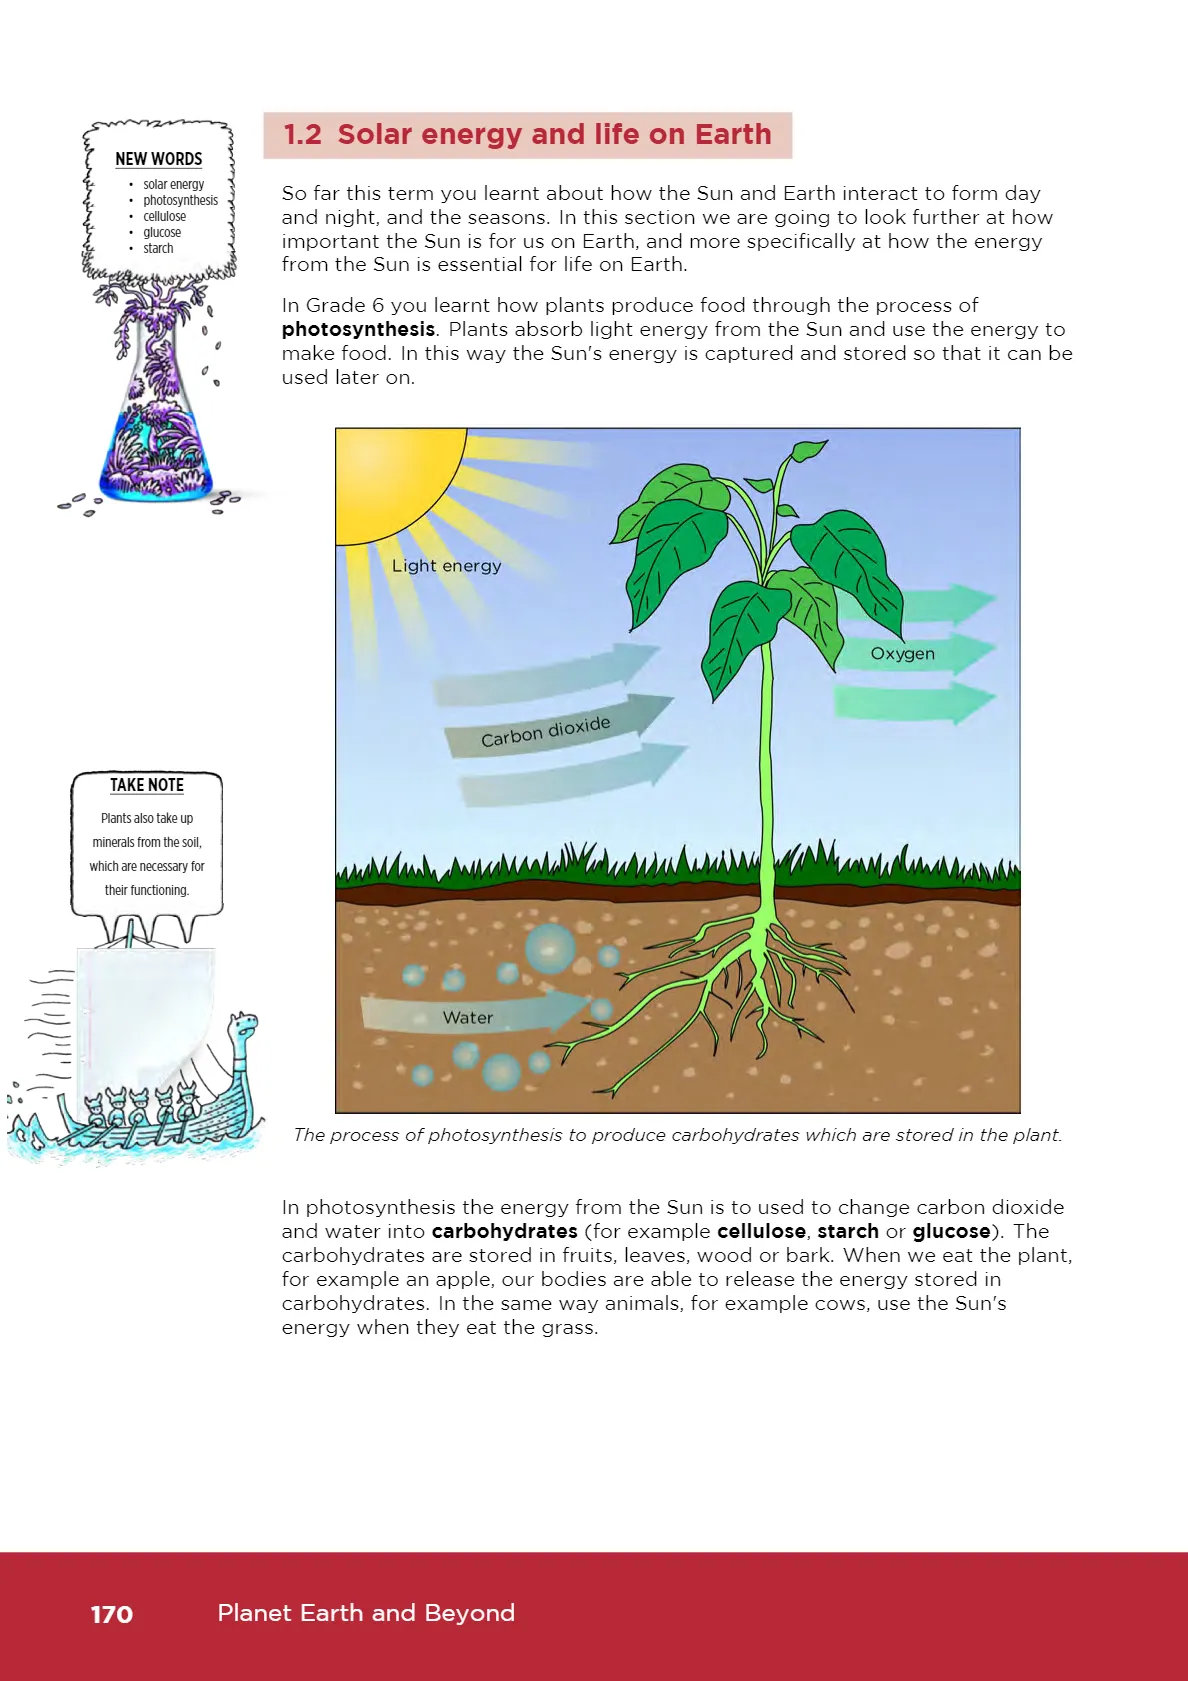 1.2 Solar energy and life on Earth
NEW WORDS
• solar energy
• photosynthesis
• cellulose
• glucose
• starch
So far this term you learnt about how the Sun and Earth interact to form day
and night, and the seasons. In this section we are going to look further at how
important the Sun is for us on Earth, and more specifically at how the energy
from the Sun is essential for life on Earth.
In Grade 6 you learnt how plants produce food through the process of
photosynthesis. Plants absorb light energy from the Sun and use the energy to
make food. In this way the Sun's energy is captured and stored so that it can be
used later on.
Light energy
Oxygen
Carbon dioxide
Water
TAKE NOTE
Plants also take up
minerals from the soil,
which are necessary for
their functioning.
The process of photosynthesis to produce carbohydrates which are stored in the plant.
In photosynthesis the energy from the Sun is to used to change carbon dioxide
and water into carbohydrates (for example cellulose, starch or glucose). The
carbohydrates are stored in fruits, leaves, wood or bark. When we eat the plant,
for example an apple, our bodies are able to release the energy stored in
carbohydrates. In the same way animals, for example cows, use the Sun's
energy when they eat the grass.
170 Planet Earth and Beyond